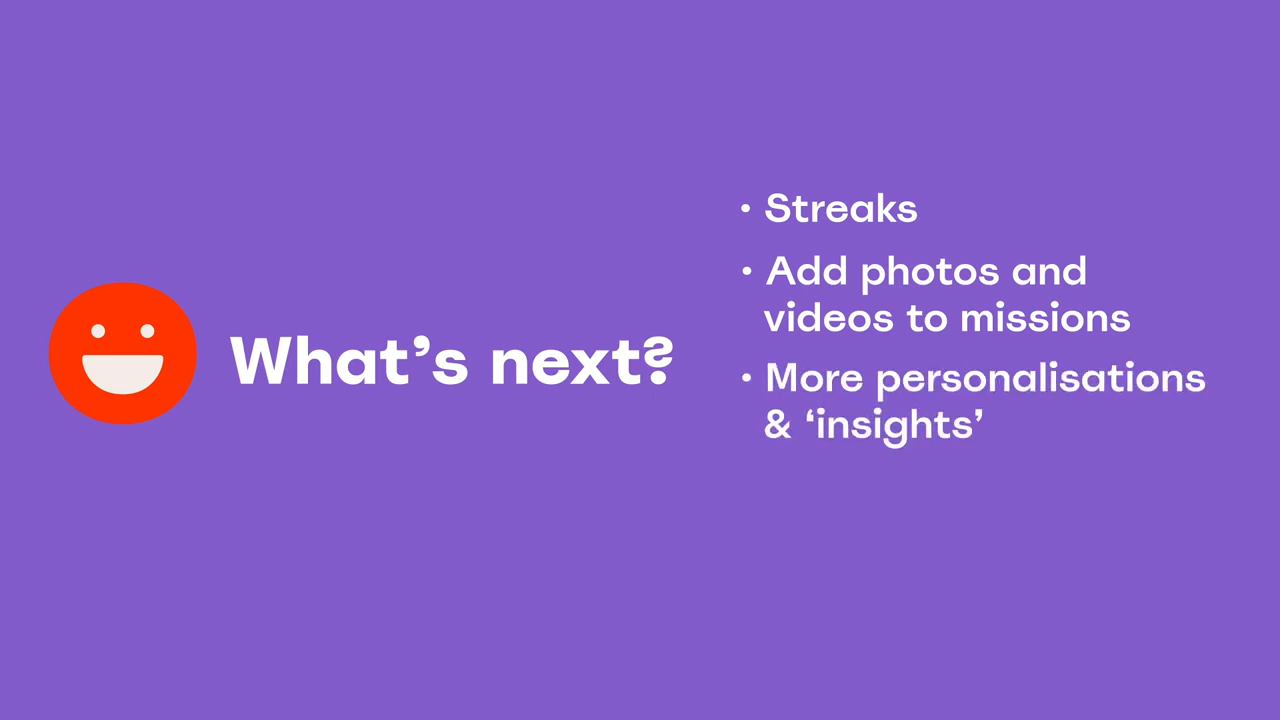 What’s next?
• Streaks
• Add photos and
videos to missions
• More personalisations
& ‘insights’